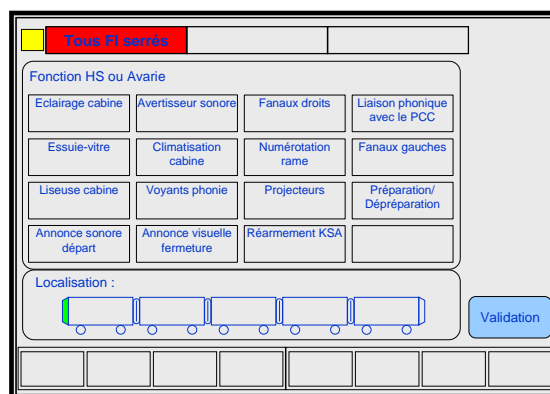 Tous FI serrés
Fonction HS ou Avarie
Eclairage cabine
Avertisseur sonore
Fanaux droits
Liaison phonique
avec le PCC
Essuie-vitre
Climatisation
cabine
Numérotation
rame
Fanaux gauches
Liseuse cabine
Voyants phonie
Projecteurs
Préparation/
Dépréparation
Annonce sonore
départ
Annonce visuelle
fermeture
Réarmement KSA
Localisation :
Validation